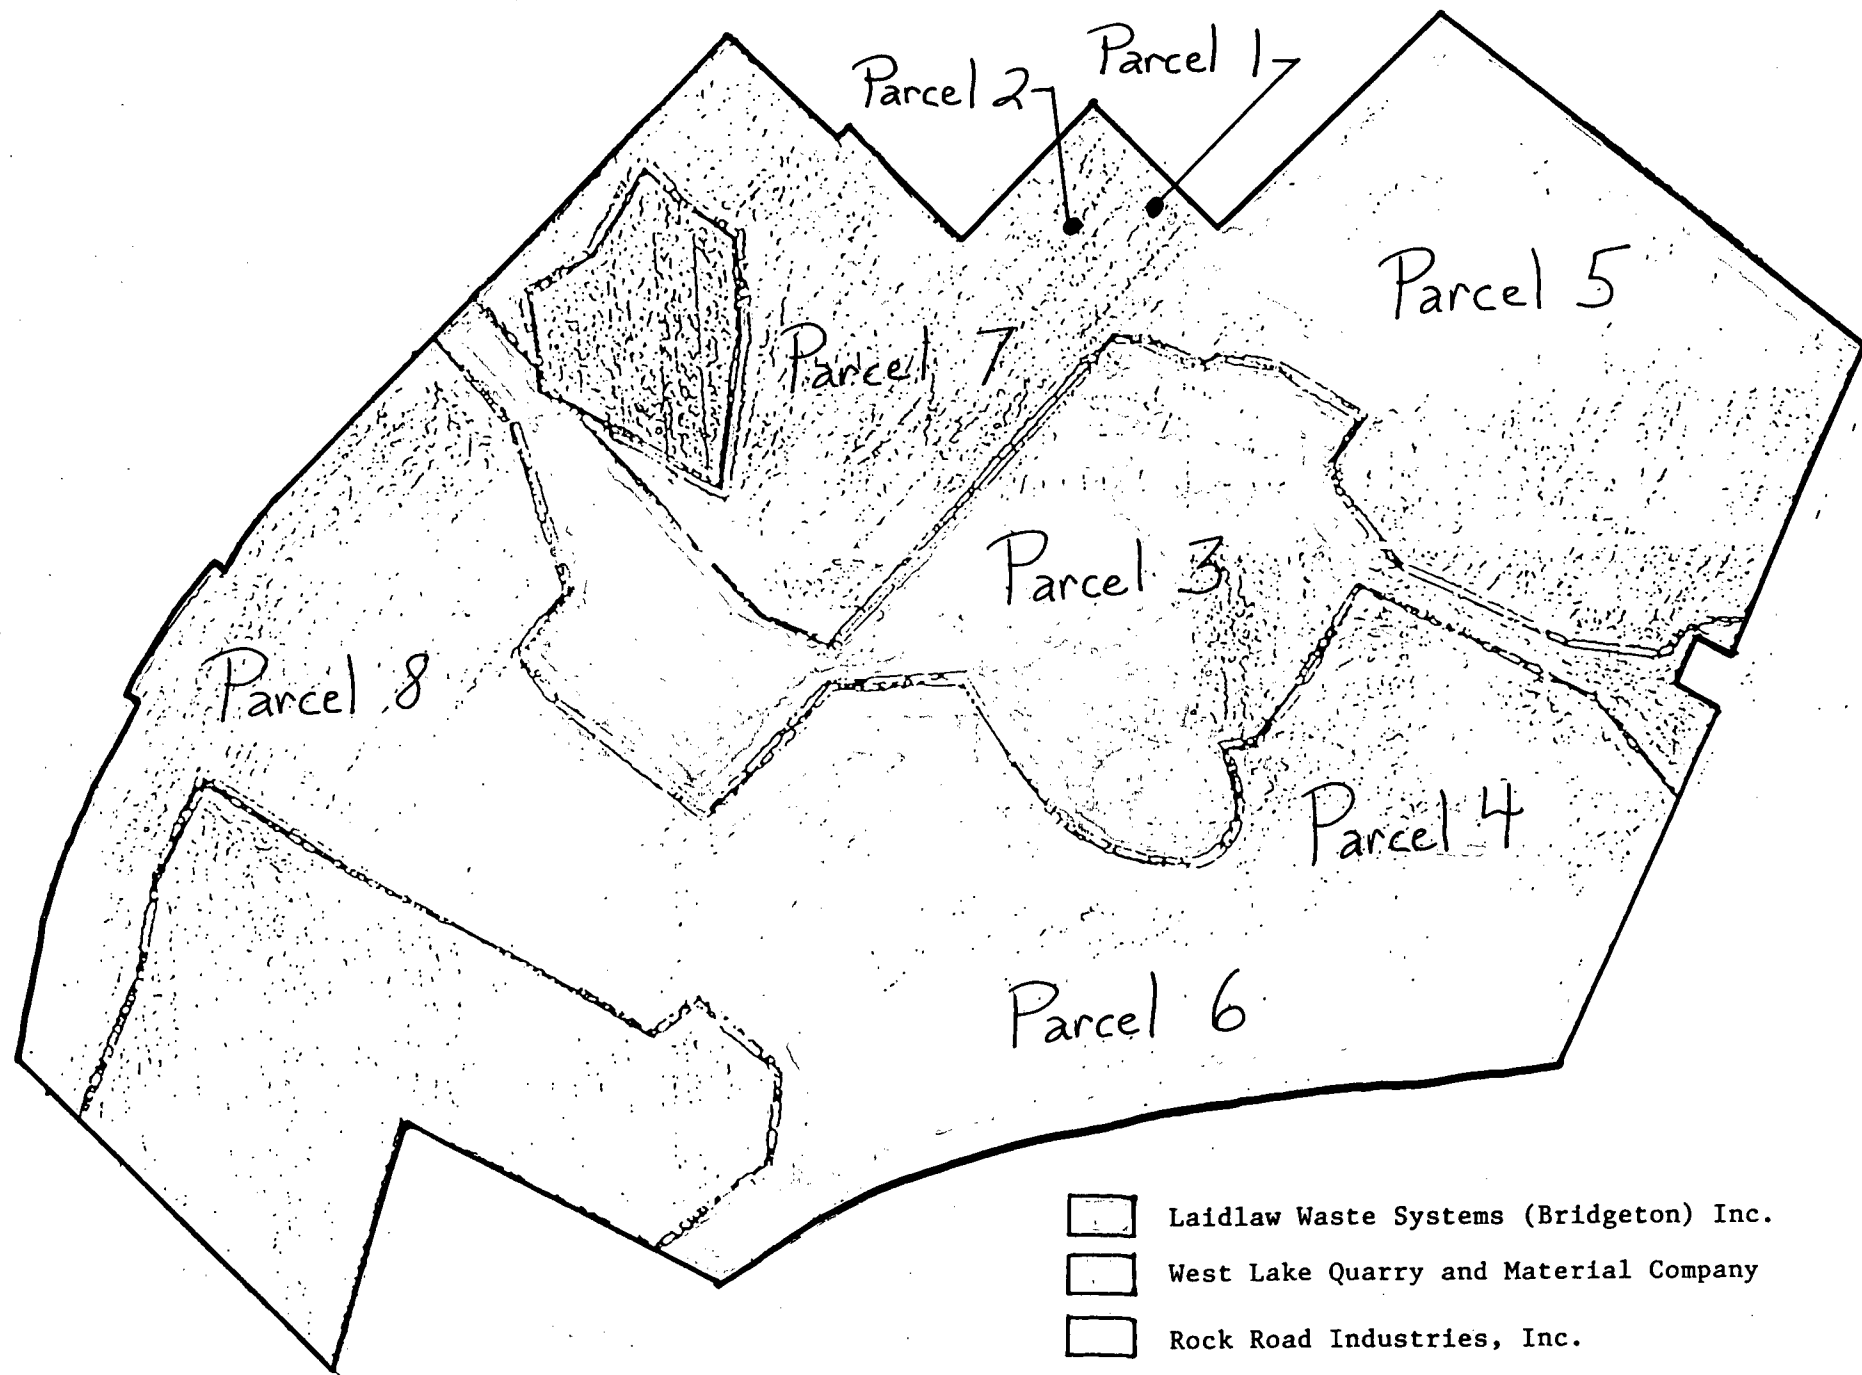 Parcel 1
Parcel 2
Parcel 5
Parcel 7
Parcel 3
Parcel 8
Parcel 4
Parcel 6
Laidlaw Waste Systems (Bridgeton) Inc.
West Lake Quarry and Material Company
Rock Road Industries, Inc.